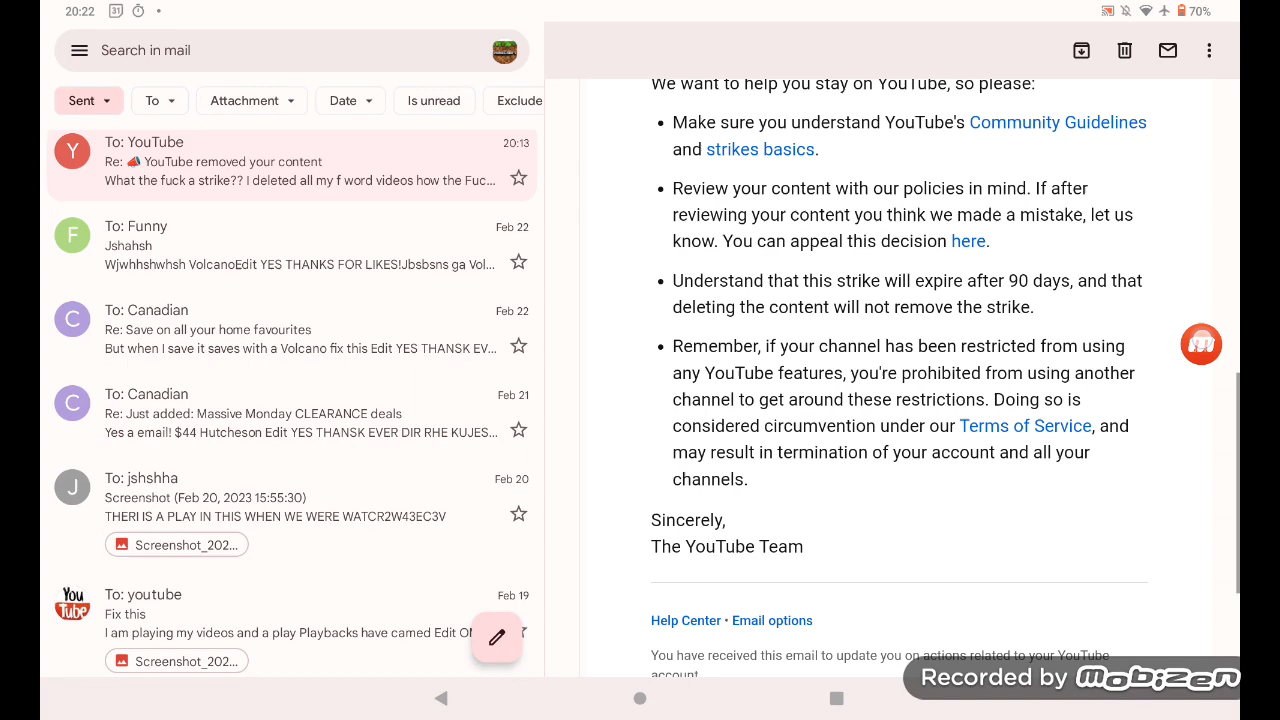 20:22
31
70%
Search in mail
Sent
To
Attachment
Date
Is unread
Exclude
Y
To: YouTube
20:13
Re: 📣 YouTube removed your content
What the fuck a strike?? I deleted all my f word videos how the Fuc...
F
To: Funny
Feb 22
Jshahsh
Wjwhhshwhsh VolcanoEdit YES THANKS FOR LIKES!Jbsbsns ga Vol...
C
To: Canadian
Feb 22
Re: Save on all your home favourites
But when I save it saves with a Volcano fix this Edit YES THANSK EV...
C
To: Canadian
Feb 21
Re: Just added: Massive Monday CLEARANCE deals
Yes a email! $44 Hutcheson Edit YES THANSK EVER DIR RHE KUJES...
J
To: jshshha
Feb 20
Screenshot (Feb 20, 2023 15:55:30)
THERI IS A PLAY IN THIS WHEN WE WERE WATCR2W43EC3V
Screenshot_202...
You
Tube
To: youtube
Feb 19
Fix this
I am playing my videos and a play Playbacks have camed Edit
Screenshot_202...
We want to help you stay on YouTube, so please:
• Make sure you understand YouTube's Community Guidelines
and strikes basics.
• Review your content with our policies in mind. If after
reviewing your content you think we made a mistake, let us
know. You can appeal this decision here.
• Understand that this strike will expire after 90 days, and that
deleting the content will not remove the strike.
• Remember, if your channel has been restricted from using
any YouTube features, you're prohibited from using another
channel to get around these restrictions. Doing so is
considered circumvention under our Terms of Service, and
may result in termination of your account and all your
channels.
Sincerely,
The YouTube Team
Help Center • Email options
You have received this email to update you on actions related to your YouTube
account
Recorded by mobizen